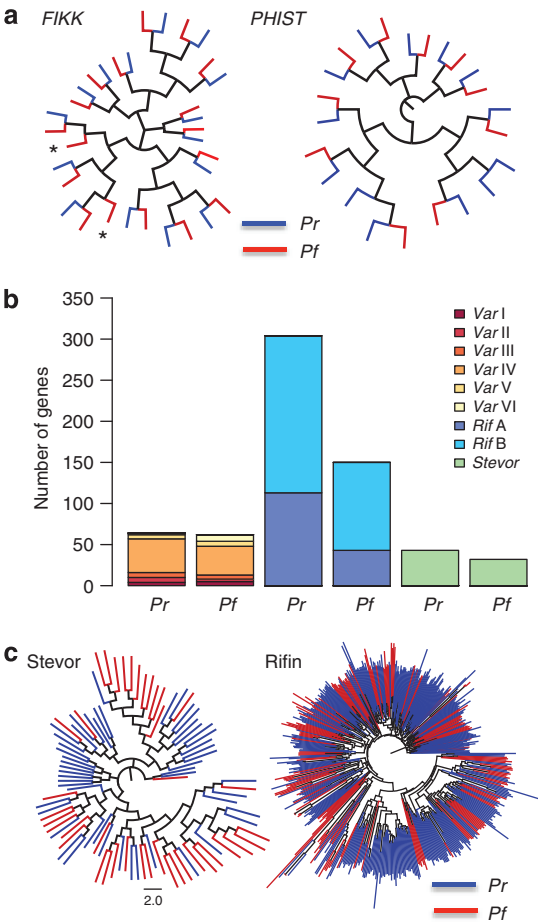 a
FIKK
PHIST
*
*
Pr
Pf
b
350
300
250
200
150
100
50
0
Number of genes
Var I
Var II
Var III
Var IV
Var V
Var VI
Rif A
Rif B
Stevor
Pr
Pf
Pr
Pf
Pr
Pf
c
Stevor
Rifin
2.0
Pr
Pf